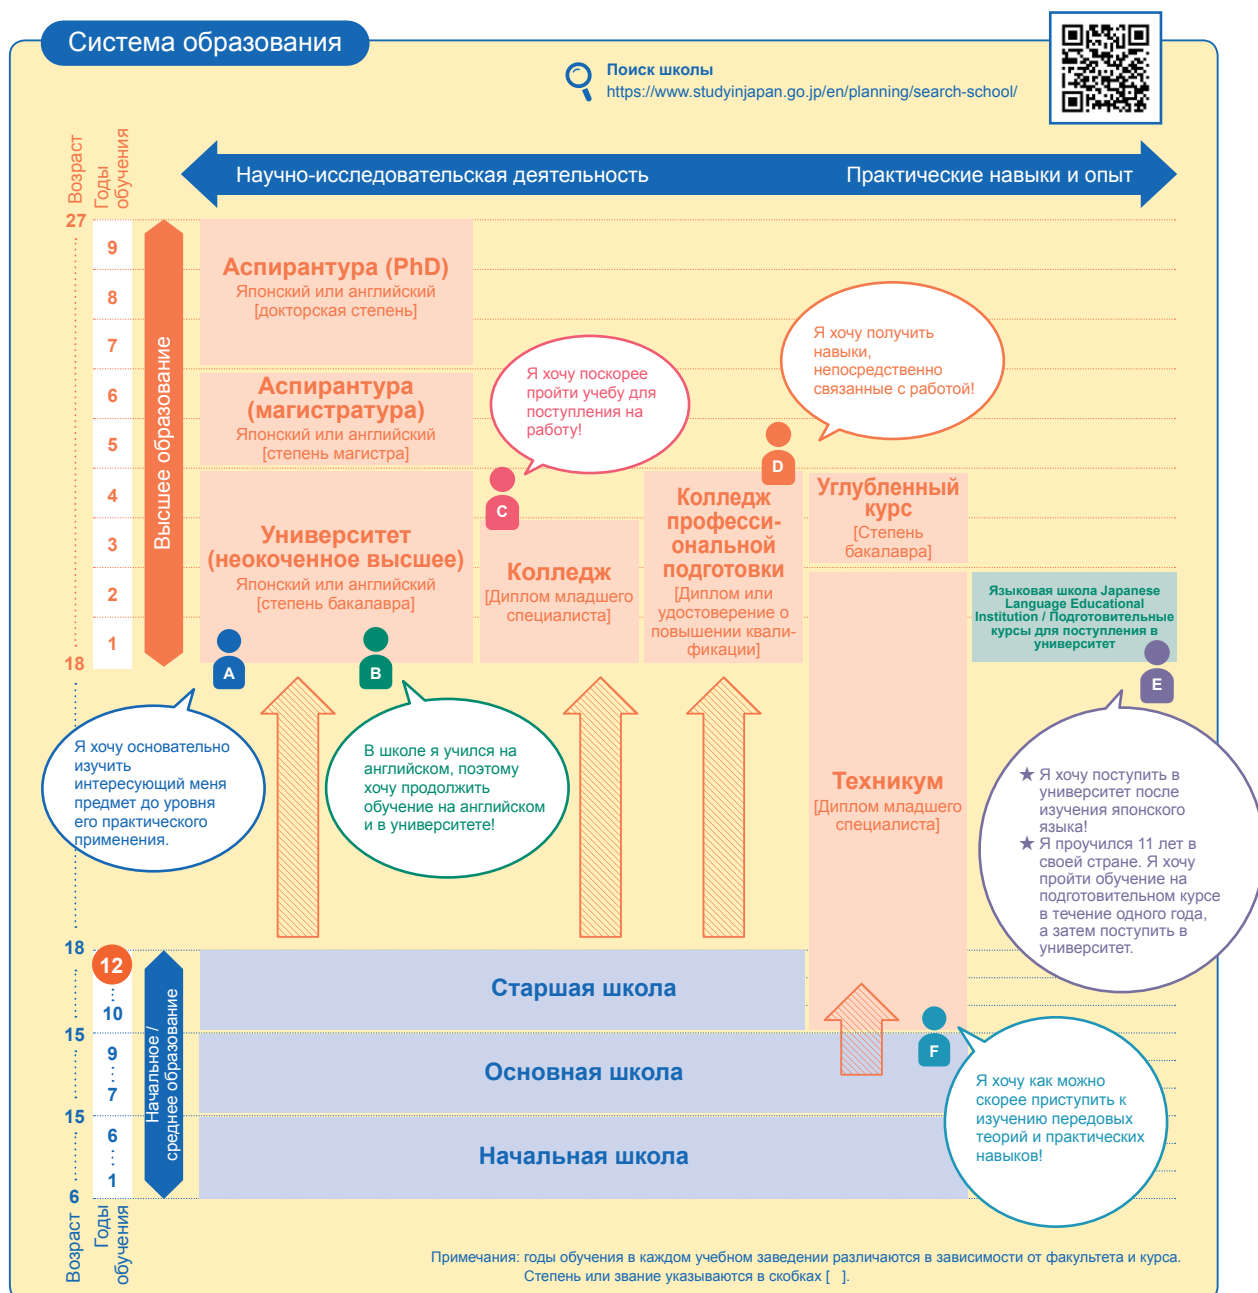 Система образования
Поиск школы
https://www.studyinjapan.go.jp/en/planning/search-school/
Возраст
Годы
обучения
Научно-исследовательская деятельность
Практические навыки и опыт
27
9
8
7
6
5
4
3
2
1
18
Высшее образование
Аспирантура (PhD)
Японский или английский
[докторская степень]
Аспирантура
(магистратура)
Японский или английский
[степень магистра]
Университет
(неокоченное высшее)
Японский или английский
[степень бакалавра]
Я хочу поскорее
пройти учебу для
поступления на
работу!
C
Колледж
[Диплом младшего
специалиста]
Я хочу получить
навыки,
непосредственно
связанные с работой!
D
Колледж
професси-
ональной
подготовки
[Диплом или
удостоверение о
повышении квали-
фикации]
Углубленный
курс
[Степень
бакалавра]
Языковая школа Japanese
Language Educational
Institution / Подготовительные
курсы для поступления в
университет
A
B
E
Я хочу основательно
изучить
интересующий меня
предмет до уровня
его практического
применения.
В школе я учился на
английском, поэтому
хочу продолжить
обучение на английском
и в университете!
Техникум
[Диплом младшего
специалиста]
★ Я хочу поступить в
университет после
изучения японского
языка!
★ Я проучился 11 лет в
своей стране. Я хочу
пройти обучение на
подготовительном курсе
в течение одного года,
а затем поступить в
университет.
18
12
10
15
9
7
15
6
1
6
Начальное /
среднее образование
Старшая школа
Основная школа
Начальная школа
F
Я хочу как можно
скорее приступить к
изучению передовых
теорий и практических
навыков!
Возраст
Годы
обучения
Примечания: годы обучения в каждом учебном заведении различаются в зависимости от факультета и курса.
Степень или звание указываются в скобках [ ].